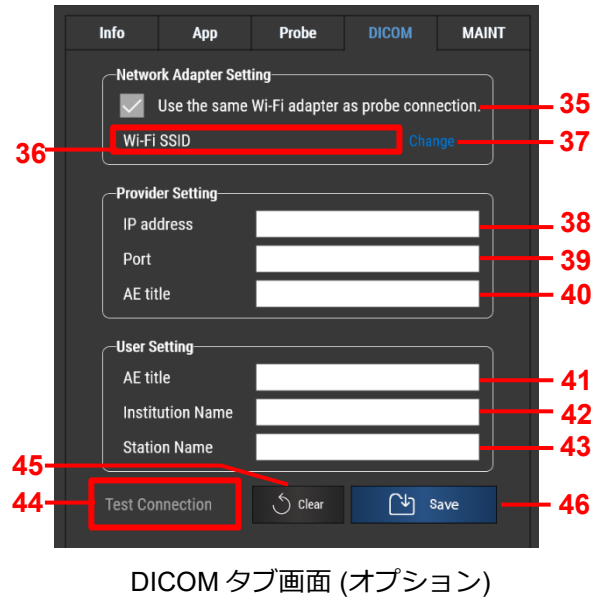 Info App Probe DICOM MAINT
Network Adapter Setting
Use the same Wi-Fi adapter as probe connection. 35
36 Wi-Fi SSID Change 37
Provider Setting
IP address 38
Port 39
AE title 40
User Setting
AE title 41
Institution Name 42
Station Name 43
45
44 Test Connection Clear Save 46
DICOM タブ画面 (オプション)